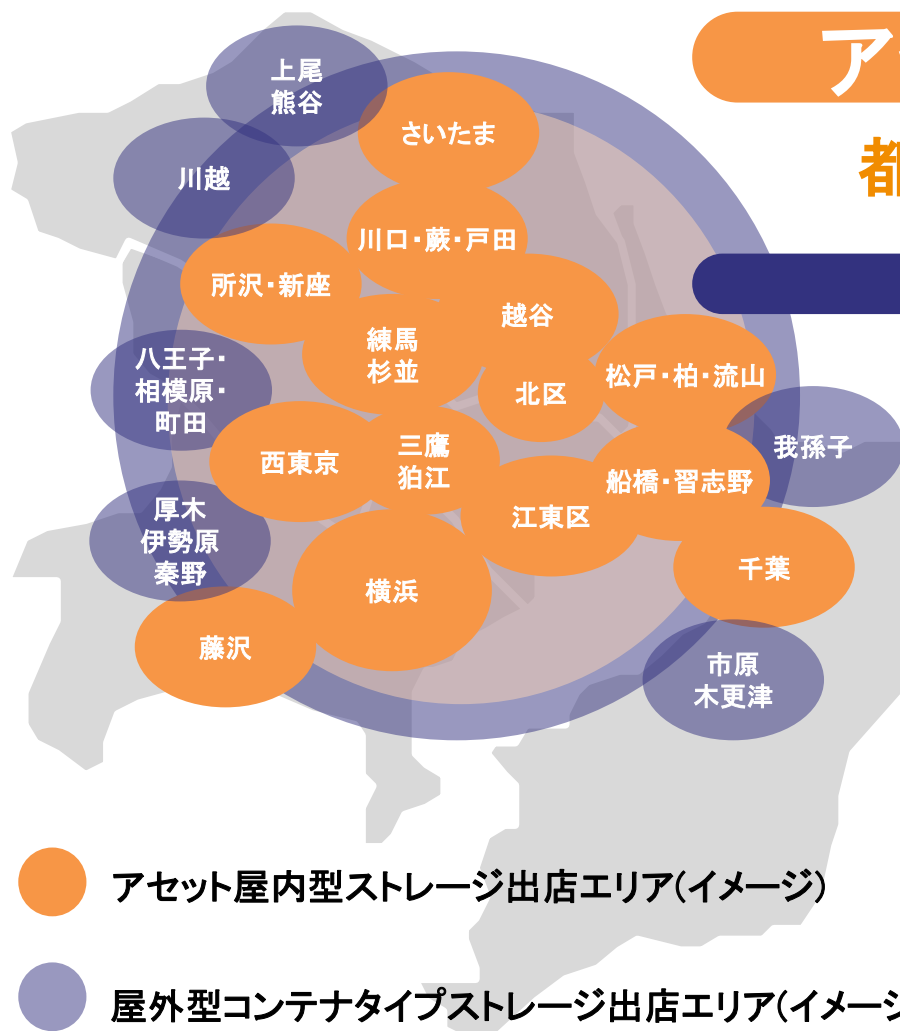 ア
都
上尾
熊谷
さいたま
川越
川口・蕨・戸田
所沢・新座
越谷
練馬
杉並
八王子・
相模原・
町田
北区
松戸・柏・流山
西東京
三鷹
狛江
我孫子
船橋・習志野
江東区
厚木
伊勢原
秦野
千葉
横浜
藤沢
市原
木更津
アセット屋内型ストレージ出店エリア(イメージ)
屋外型コンテナタイプストレージ出店エリア(イメー